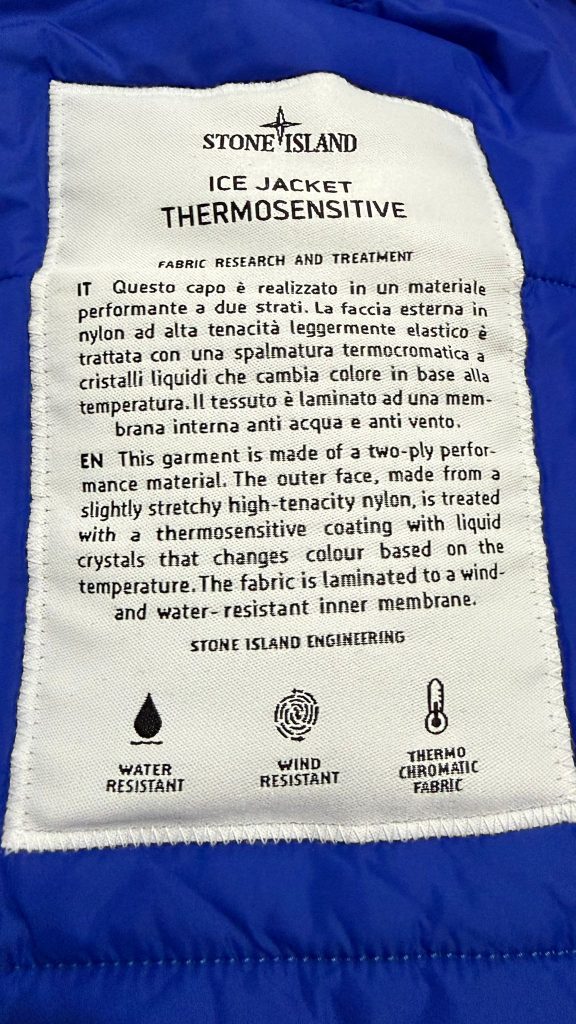 STONE ISLAND
ICE JACKET
THERMOSENSITIVE
FABRIC RESEARCH AND TREATMENT
IT Questo capo è realizzato in un materiale
performante a due strati. La faccia esterna in
nylon ad alta tenacità leggermente elastico è
trattata con una spalmatura termocromatica a
cristalli liquidi che cambia colore in base alla
temperatura. Il tessuto è laminato ad una mem-
brana interna anti acqua e anti vento.
EN This garment is made of a two-ply perfor-
mance material. The outer face, made from a
slightly stretchy high-tenacity nylon, is treated
with a thermosensitive coating with liquid
crystals that changes colour based on the
temperature. The fabric is laminated to a wind-
and water-resistant inner membrane.
STONE ISLAND ENGINEERING
WATER
RESISTANT
WIND
RESISTANT
THERMO
CHROMATIC
FABRIC